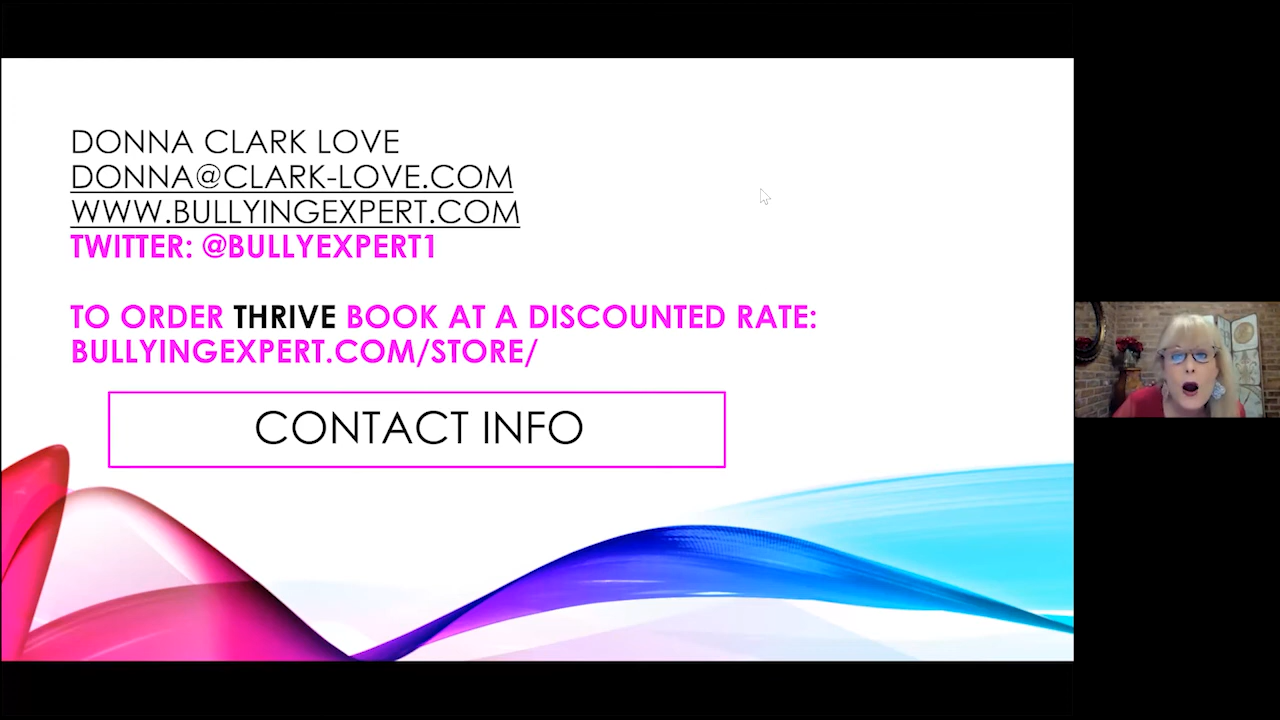 DONNA CLARK LOVE
DONNA@CLARK-LOVE.COM
WWW.BULLYINGEXPERT.COM
TWITTER: @BULLYEXPERT1
TO ORDER THRIVE BOOK AT A DISCOUNTED RATE:
BULLYINGEXPERT.COM/STORE/
CONTACT INFO